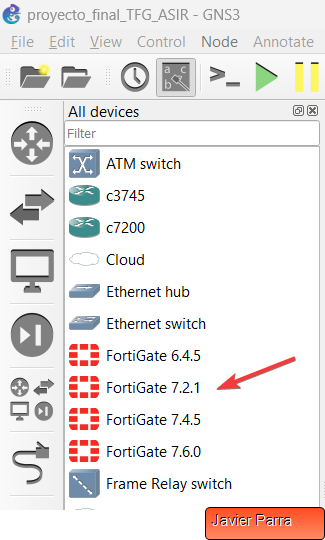 proyecto_final_TFG_ASIR - GNS3
File Edit View Control Node Annotate
a c
b
All devices
Filter
ATM switch
c3745
c7200
Cloud
Ethernet hub
Ethernet switch
FortiGate 6.4.5
FortiGate 7.2.1
FortiGate 7.4.5
FortiGate 7.6.0
Frame Relay switch
Javier Parra